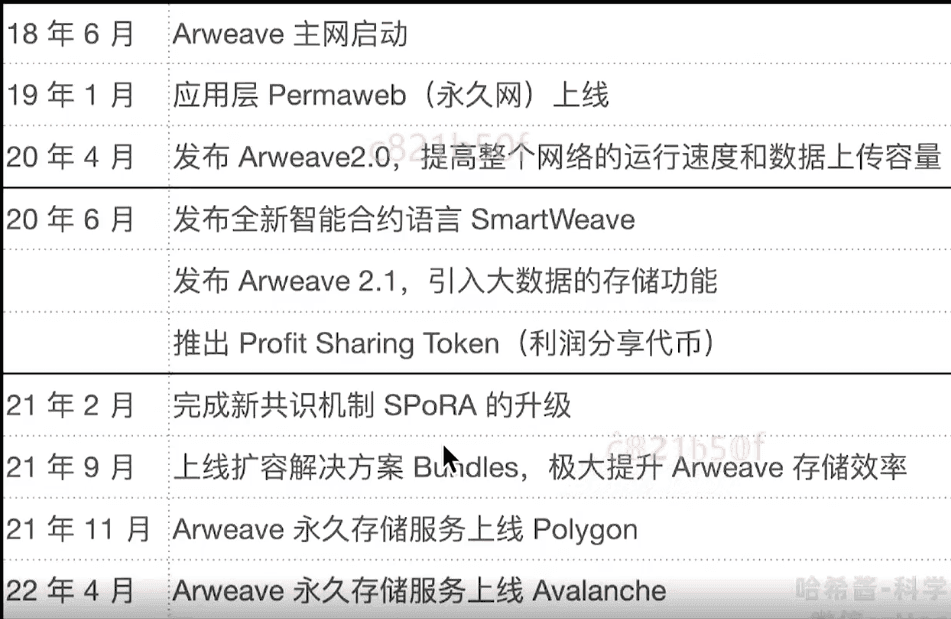 18 年 6 月 Arweave 主网启动
19 年 1 月 应用层 Permaweb（永久网）上线
c821b50f
20 年 4 月 发布 Arweave2.0，提高整个网络的运行速度和数据上传容量
20 年 6 月 发布全新智能合约语言 SmartWeave
发布 Arweave 2.1，引入大数据的存储功能
推出 Profit Sharing Token（利润分享代币）
21 年 2 月 完成新共识机制 SPoRA 的升级
c821b50f
21 年 9 月 上线扩容解决方案 Bundles，极大提升 Arweave 存储效率
21 年 11 月 Arweave 永久存储服务上线 Polygon
22 年 4 月 Arweave 永久存储服务上线 Avalanche
哈希酱-科学